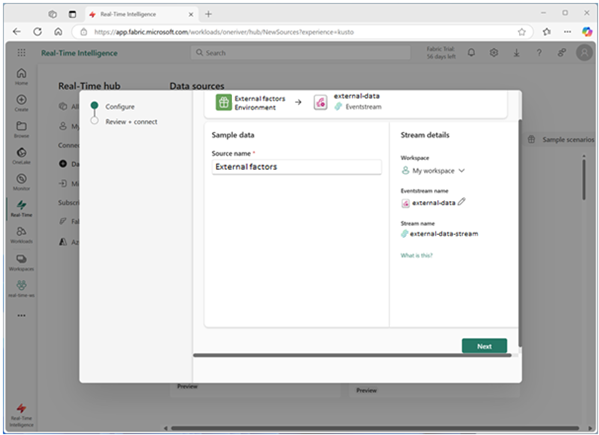 Real-Time Intelligence
https://app.fabric.microsoft.com/workloads/oneriver/hub/NewSources?experience=kusto
Real-Time Intelligence
Search
Fabric Trial
56 days left
Home
Create
Browse
OneLake
Monitor
Real-Time
Workloads
Workspaces
real-time-ws
Real-Time
Intelligence
Real-Time hub
All
My
Conne
Da
Mi
Subscri
Fal
Az
Data sources
Sample scenarios
Configure
Review + connect
External factors
Environment
external-data
Eventstream
Sample data
Source name *
External factors
Stream details
Workspace
My workspace
Eventstream name
external-data
Stream name
external-data-stream
What is this?
Next
Preview
Preview